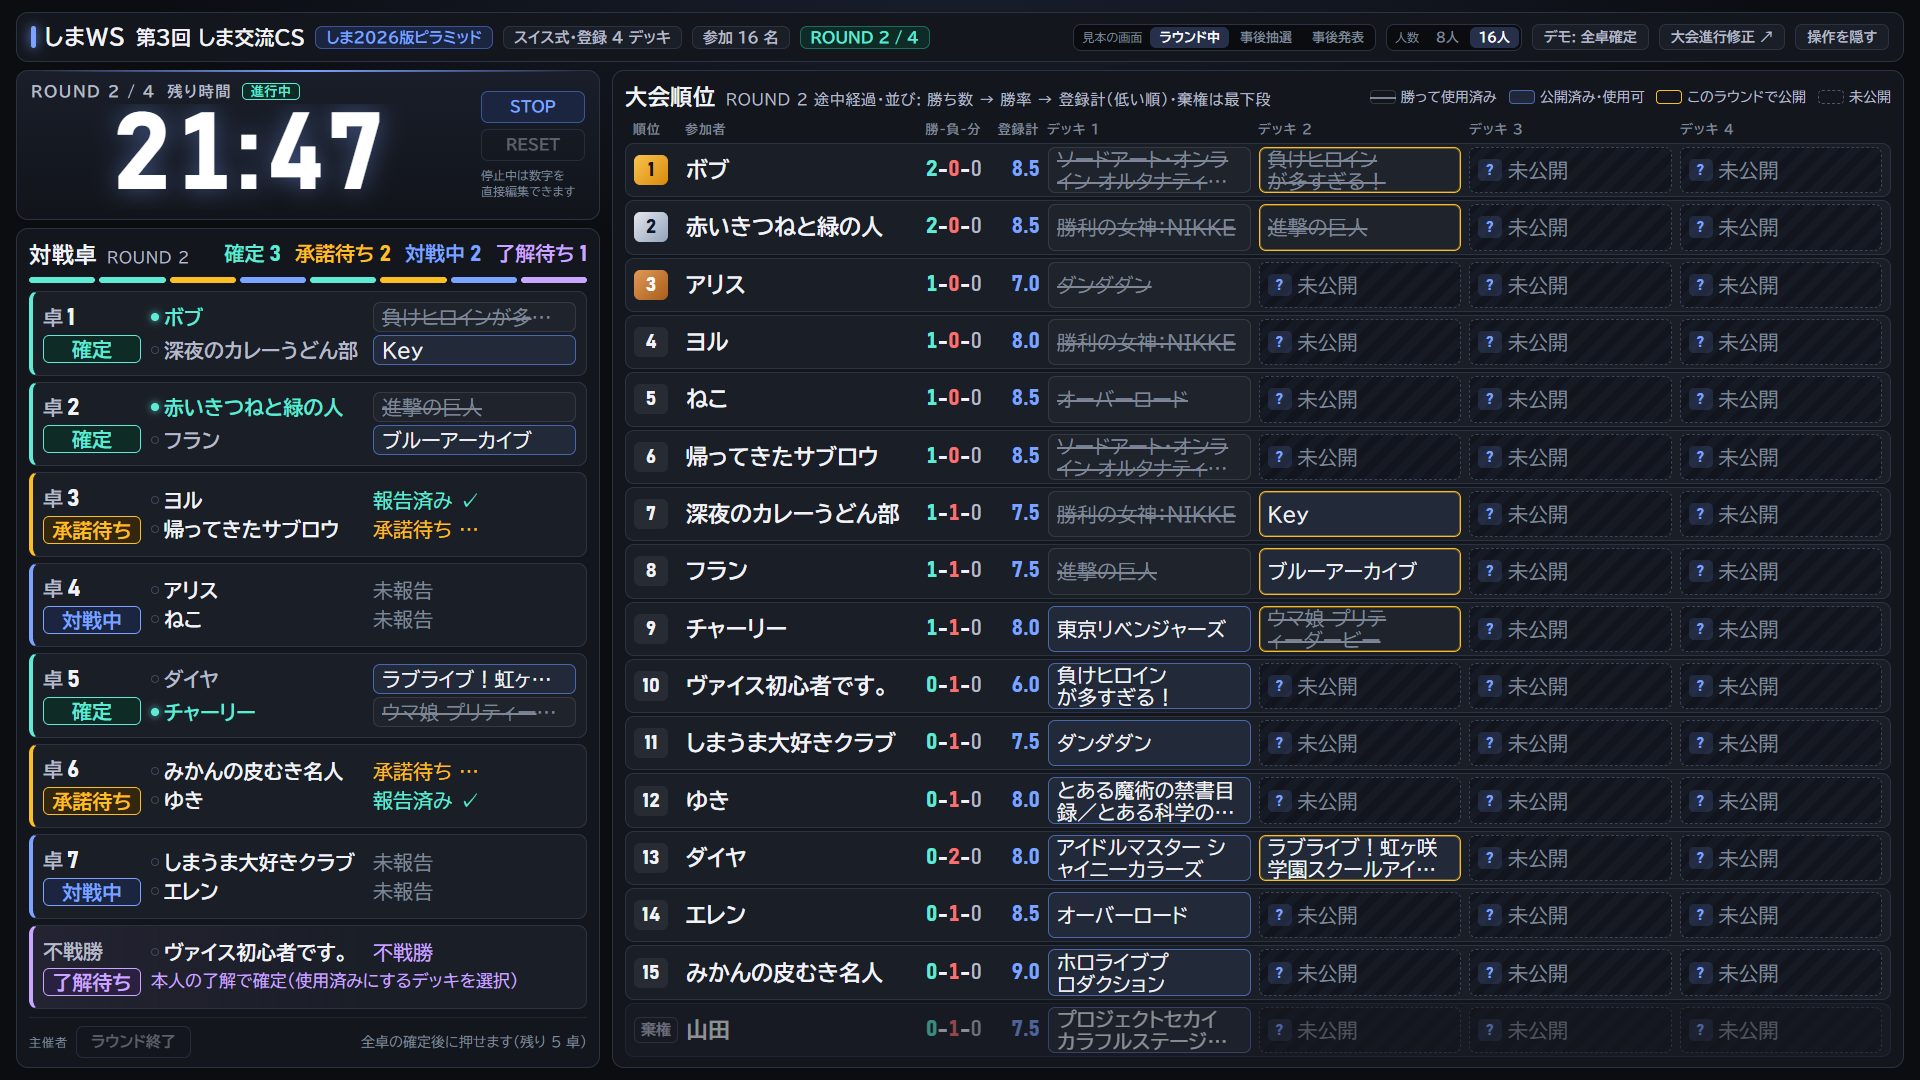 しまWS 第3回 しま交流CS しま2026版ピラミッド スイス式・登録 4 デッキ 参加 16 名 ROUND 2 / 4
見本の画面 ラウンド中 事後抽選 事後発表 人数 8人 16人 デモ: 全卓確定 大会進行修正 ↗ 操作を隠す
ROUND 2 / 4 残り時間 進行中
21:47
STOP
RESET
停止中は数字を
直接編集できます
対戦卓 ROUND 2 確定 3 承諾待ち 2 対戦中 2 了解待ち 1
卓 1 ボブ 負けヒロインが多…
確定 深夜のカレーうどん部 Key
卓 2 赤いきつねと緑の人 進撃の巨人
確定 フラン ブルーアーカイブ
卓 3 ヨル 報告済み ✓
承諾待ち 帰ってきたサブロウ 承諾待ち …
卓 4 アリス 未報告
対戦中 ねこ 未報告
卓 5 ダイヤ ラブライブ！虹ヶ…
確定 チャーリー ウマ娘 プリティー…
卓 6 みかんの皮むき名人 承諾待ち …
承諾待ち ゆき 報告済み ✓
卓 7 しまうま大好きクラブ 未報告
対戦中 エレン 未報告
不戦勝 ヴァイス初心者です。 不戦勝
了解待ち 本人の了解で確定（使用済みにするデッキを選択）
主催者 ラウンド終了 全卓の確定後に押せます（残り 5 卓）
大会順位 ROUND 2 途中経過・並び: 勝ち数 → 勝率 → 登録計（低い順）・棄権は最下段
勝って使用済み 公開済み・使用可 このラウンドで公開 未公開
順位 参加者 勝-負-分 登録計 デッキ 1 デッキ 2 デッキ 3 デッキ 4
1 ボブ 2-0-0 8.5 ソードアート・オンラ
イン オルタナティ… 負けヒロイン
が多すぎる！ ? 未公開 ? 未公開
2 赤いきつねと緑の人 2-0-0 8.5 勝利の女神：NIKKE 進撃の巨人 ? 未公開 ? 未公開
3 アリス 1-0-0 7.0 ダンダダン ? 未公開 ? 未公開 ? 未公開
4 ヨル 1-0-0 8.0 勝利の女神：NIKKE ? 未公開 ? 未公開 ? 未公開
5 ねこ 1-0-0 8.5 オーバーロード ? 未公開 ? 未公開 ? 未公開
6 帰ってきたサブロウ 1-0-0 8.5 ソードアート・オンラ
イン オルタナティ… ? 未公開 ? 未公開 ? 未公開
7 深夜のカレーうどん部 1-1-0 7.5 勝利の女神：NIKKE Key ? 未公開 ? 未公開
8 フラン 1-1-0 7.5 進撃の巨人 ブルーアーカイブ ? 未公開 ? 未公開
9 チャーリー 1-1-0 8.0 東京リベンジャーズ ウマ娘 プリテ
ィーダービー ? 未公開 ? 未公開
10 ヴァイス初心者です。 0-1-0 6.0 負けヒロイン
が多すぎる！ ? 未公開 ? 未公開 ? 未公開
11 しまうま大好きクラブ 0-1-0 7.5 ダンダダン ? 未公開 ? 未公開 ? 未公開
12 ゆき 0-1-0 8.0 とある魔術の禁書目
録／とある科学の… ? 未公開 ? 未公開 ? 未公開
13 ダイヤ 0-2-0 8.0 アイドルマスター シ
ャイニーカラーズ ラブライブ！虹ヶ咲
学園スクールアイ… ? 未公開 ? 未公開
14 エレン 0-1-0 8.5 オーバーロード ? 未公開 ? 未公開 ? 未公開
15 みかんの皮むき名人 0-1-0 9.0 ホロライブプ
ロダクション ? 未公開 ? 未公開 ? 未公開
棄権 山田 0-1-0 7.5 プロジェクトセカイ
カラフルステージ… ? 未公開 ? 未公開 ? 未公開